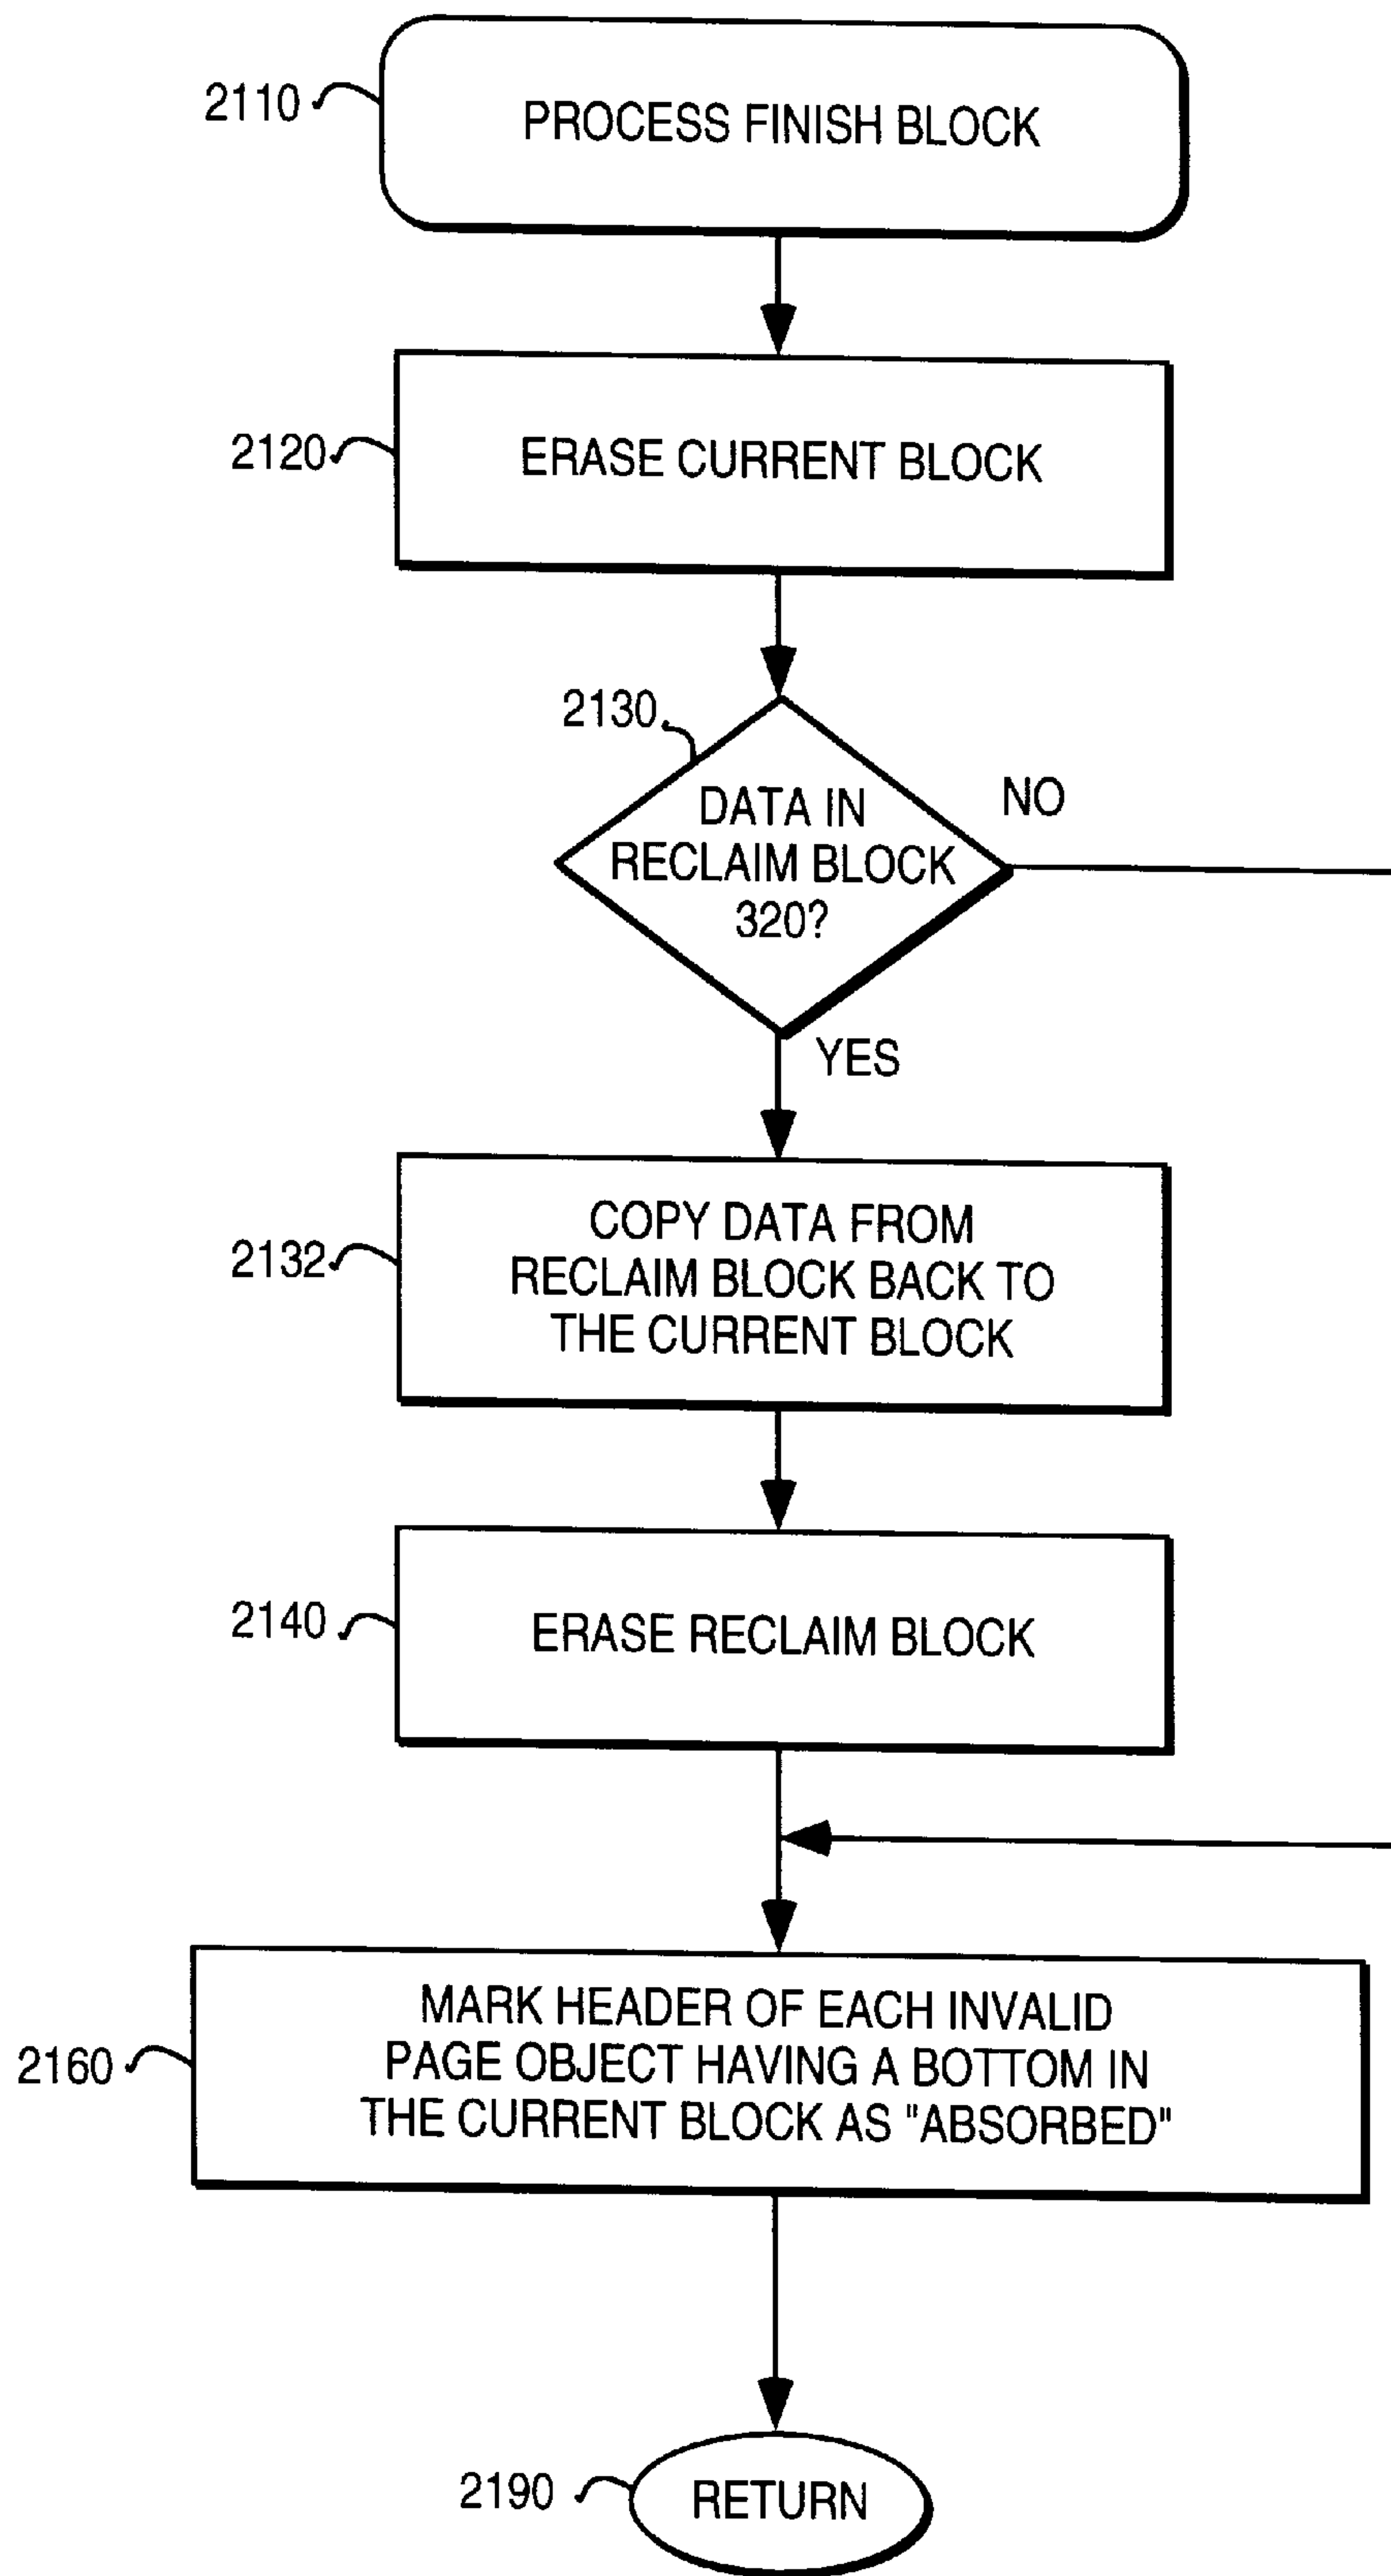 2110
PROCESS FINISH BLOCK
2120
ERASE CURRENT BLOCK
2130
DATA IN
RECLAIM BLOCK
320?
NO
YES
2132
COPY DATA FROM
RECLAIM BLOCK BACK TO
THE CURRENT BLOCK
2140
ERASE RECLAIM BLOCK
2160
MARK HEADER OF EACH INVALID
PAGE OBJECT HAVING A BOTTOM IN
THE CURRENT BLOCK AS "ABSORBED"
2190
RETURN